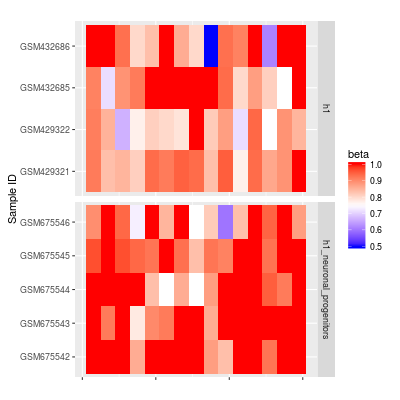 GSM432686
GSM432685
GSM429322
GSM429321
h1
GSM675546
GSM675545
GSM675544
GSM675543
GSM675542
h1_neuronal_progenitors
Sample ID
beta
1.0
0.9
0.8
0.7
0.6
0.5